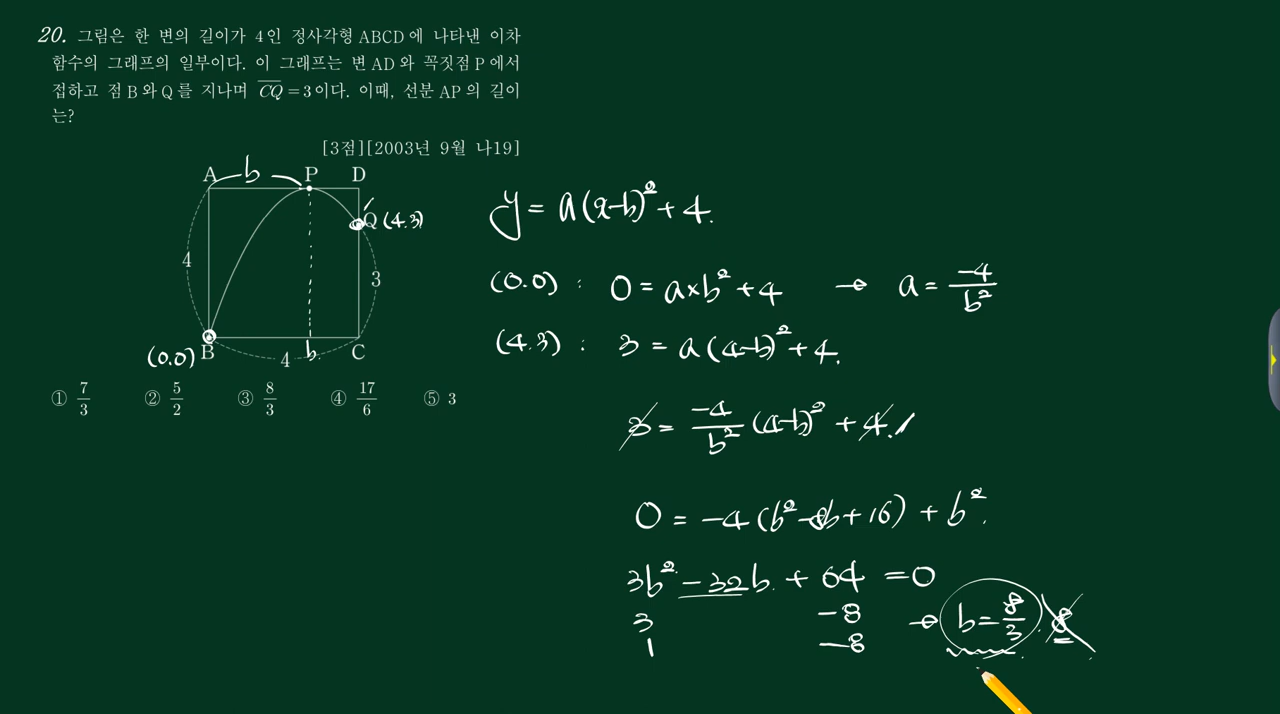 20. 그림은 한 변의 길이가 4인 정사각형 ABCD에 나타낸 이차
함수의 그래프의 일부이다. 이 그래프는 변 AD와 꼭짓점 P에서
접하고 점 B와 Q를 지나며 \overline{CQ}=3이다. 이때, 선분 AP의 길이
는?
[3점][2003년 9월 나19]
A b P D
Q (4.3)
4
3
(0.0) B 4 b C
① 7/3 ② 5/2 ③ 8/3 ④ 17/6 ⑤ 3
y = a(x-b)² + 4.
(0.0) : 0 = a×b² + 4 → a = -4/b²
(4.3) : 3 = a(4-b)² + 4.
3 = -4/b² (4-b)² + 4. 1
0 = -4(b²-8b+16) + b².
3b² - 32b + 64 = 0
3 -8 → b = 8/3. 8
1 -8